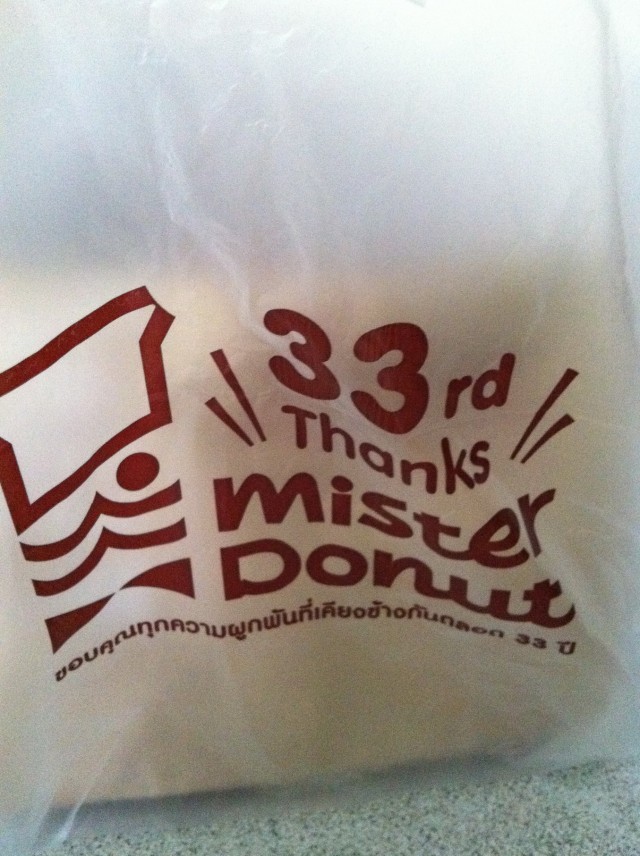 33rd
Thanks
Mister
Donut
ขอบคุณทุกความผูกพันที่เคียงข้างกันตลอด 33 ปี